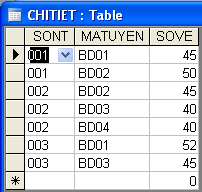 CHITIET : Table
SONT MATUYEN SOVE
001 BD01 45
001 BD02 50
002 BD02 45
002 BD03 40
002 BD04 40
003 BD01 52
003 BD03 45
* 0